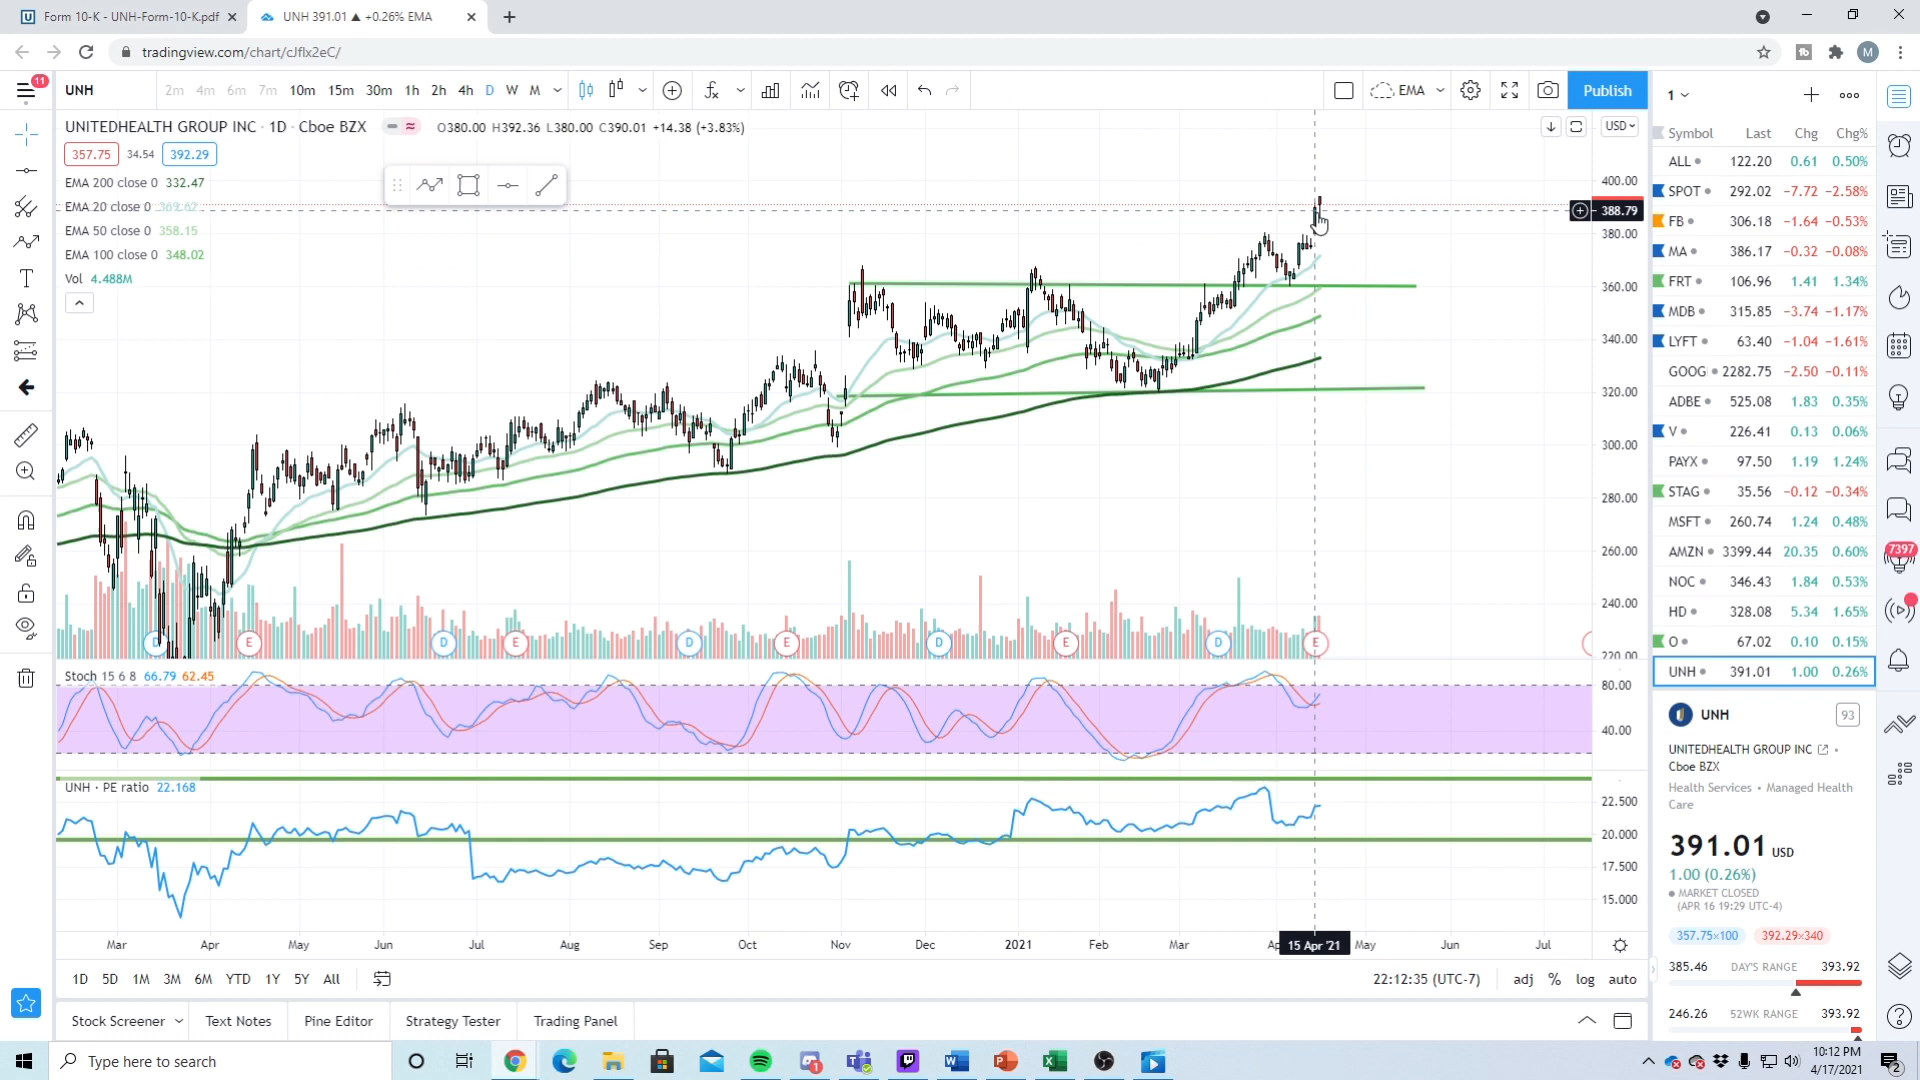 Form 10-K - UNH-Form-10-K.pdf
UNH 391.01 ▲ +0.26% EMA
tradingview.com/chart/cJflx2eC/
M
11
UNH
2m 4m 6m 7m 10m 15m 30m 1h 2h 4h D W M
EMA
Publish
UNITEDHEALTH GROUP INC · 1D · Cboe BZX
O380.00 H392.36 L380.00 C390.01 +14.38 (+3.83%)
357.75 34.54 392.29
EMA 200 close 0 332.47
EMA 20 close 0 369.62
EMA 50 close 0 358.15
EMA 100 close 0 348.02
Vol 4.488M
USD
400.00
388.79
380.00
360.00
340.00
320.00
300.00
280.00
260.00
240.00
220.00
D E D E D E D E D E
Stoch 15 6 8 66.79 62.45
80.00
40.00
UNH · PE ratio 22.168
22.500
20.000
17.500
15.000
Mar Apr May Jun Jul Aug Sep Oct Nov Dec 2021 Feb Mar Ap 15 Apr '21 May Jun Jul
1D 5D 1M 3M 6M YTD 1Y 5Y All
22:12:35 (UTC-7) adj % log auto
Stock Screener Text Notes Pine Editor Strategy Tester Trading Panel
1
Symbol Last Chg Chg%
ALL 122.20 0.61 0.50%
SPOT 292.02 −7.72 −2.58%
FB 306.18 −1.64 −0.53%
MA 386.17 −0.32 −0.08%
FRT 106.96 1.41 1.34%
MDB 315.85 −3.74 −1.17%
LYFT 63.40 −1.04 −1.61%
GOOG 2282.75 −2.50 −0.11%
ADBE 525.08 1.83 0.35%
V 226.41 0.13 0.06%
PAYX 97.50 1.19 1.24%
STAG 35.56 −0.12 −0.34%
MSFT 260.74 1.24 0.48%
AMZN 3399.44 20.35 0.60%
NOC 346.43 1.84 0.53%
HD 328.08 5.34 1.65%
O 67.02 0.10 0.15%
UNH 391.01 1.00 0.26%
7397
UNH
93
UNITEDHEALTH GROUP INC
Cboe BZX
Health Services • Managed Health
Care
391.01 USD
1.00 (0.26%)
MARKET CLOSED
(APR 16 19:29 UTC-4)
357.75×100 392.29×340
385.46 DAY'S RANGE 393.92
246.26 52WK RANGE 393.92
Type here to search
1
10:12 PM
4/17/2021
2